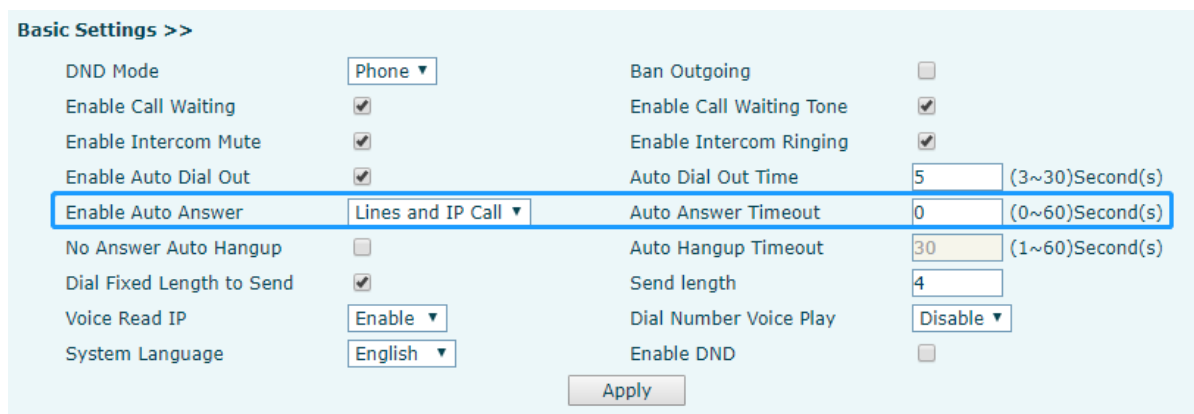 Basic Settings >>
DND Mode Phone Ban Outgoing
Enable Call Waiting Enable Call Waiting Tone
Enable Intercom Mute Enable Intercom Ringing
Enable Auto Dial Out Auto Dial Out Time 5 (3~30)Second(s)
Enable Auto Answer Lines and IP Call Auto Answer Timeout 0 (0~60)Second(s)
No Answer Auto Hangup Auto Hangup Timeout 30 (1~60)Second(s)
Dial Fixed Length to Send Send length 4
Voice Read IP Enable Dial Number Voice Play Disable
System Language English Enable DND
Apply